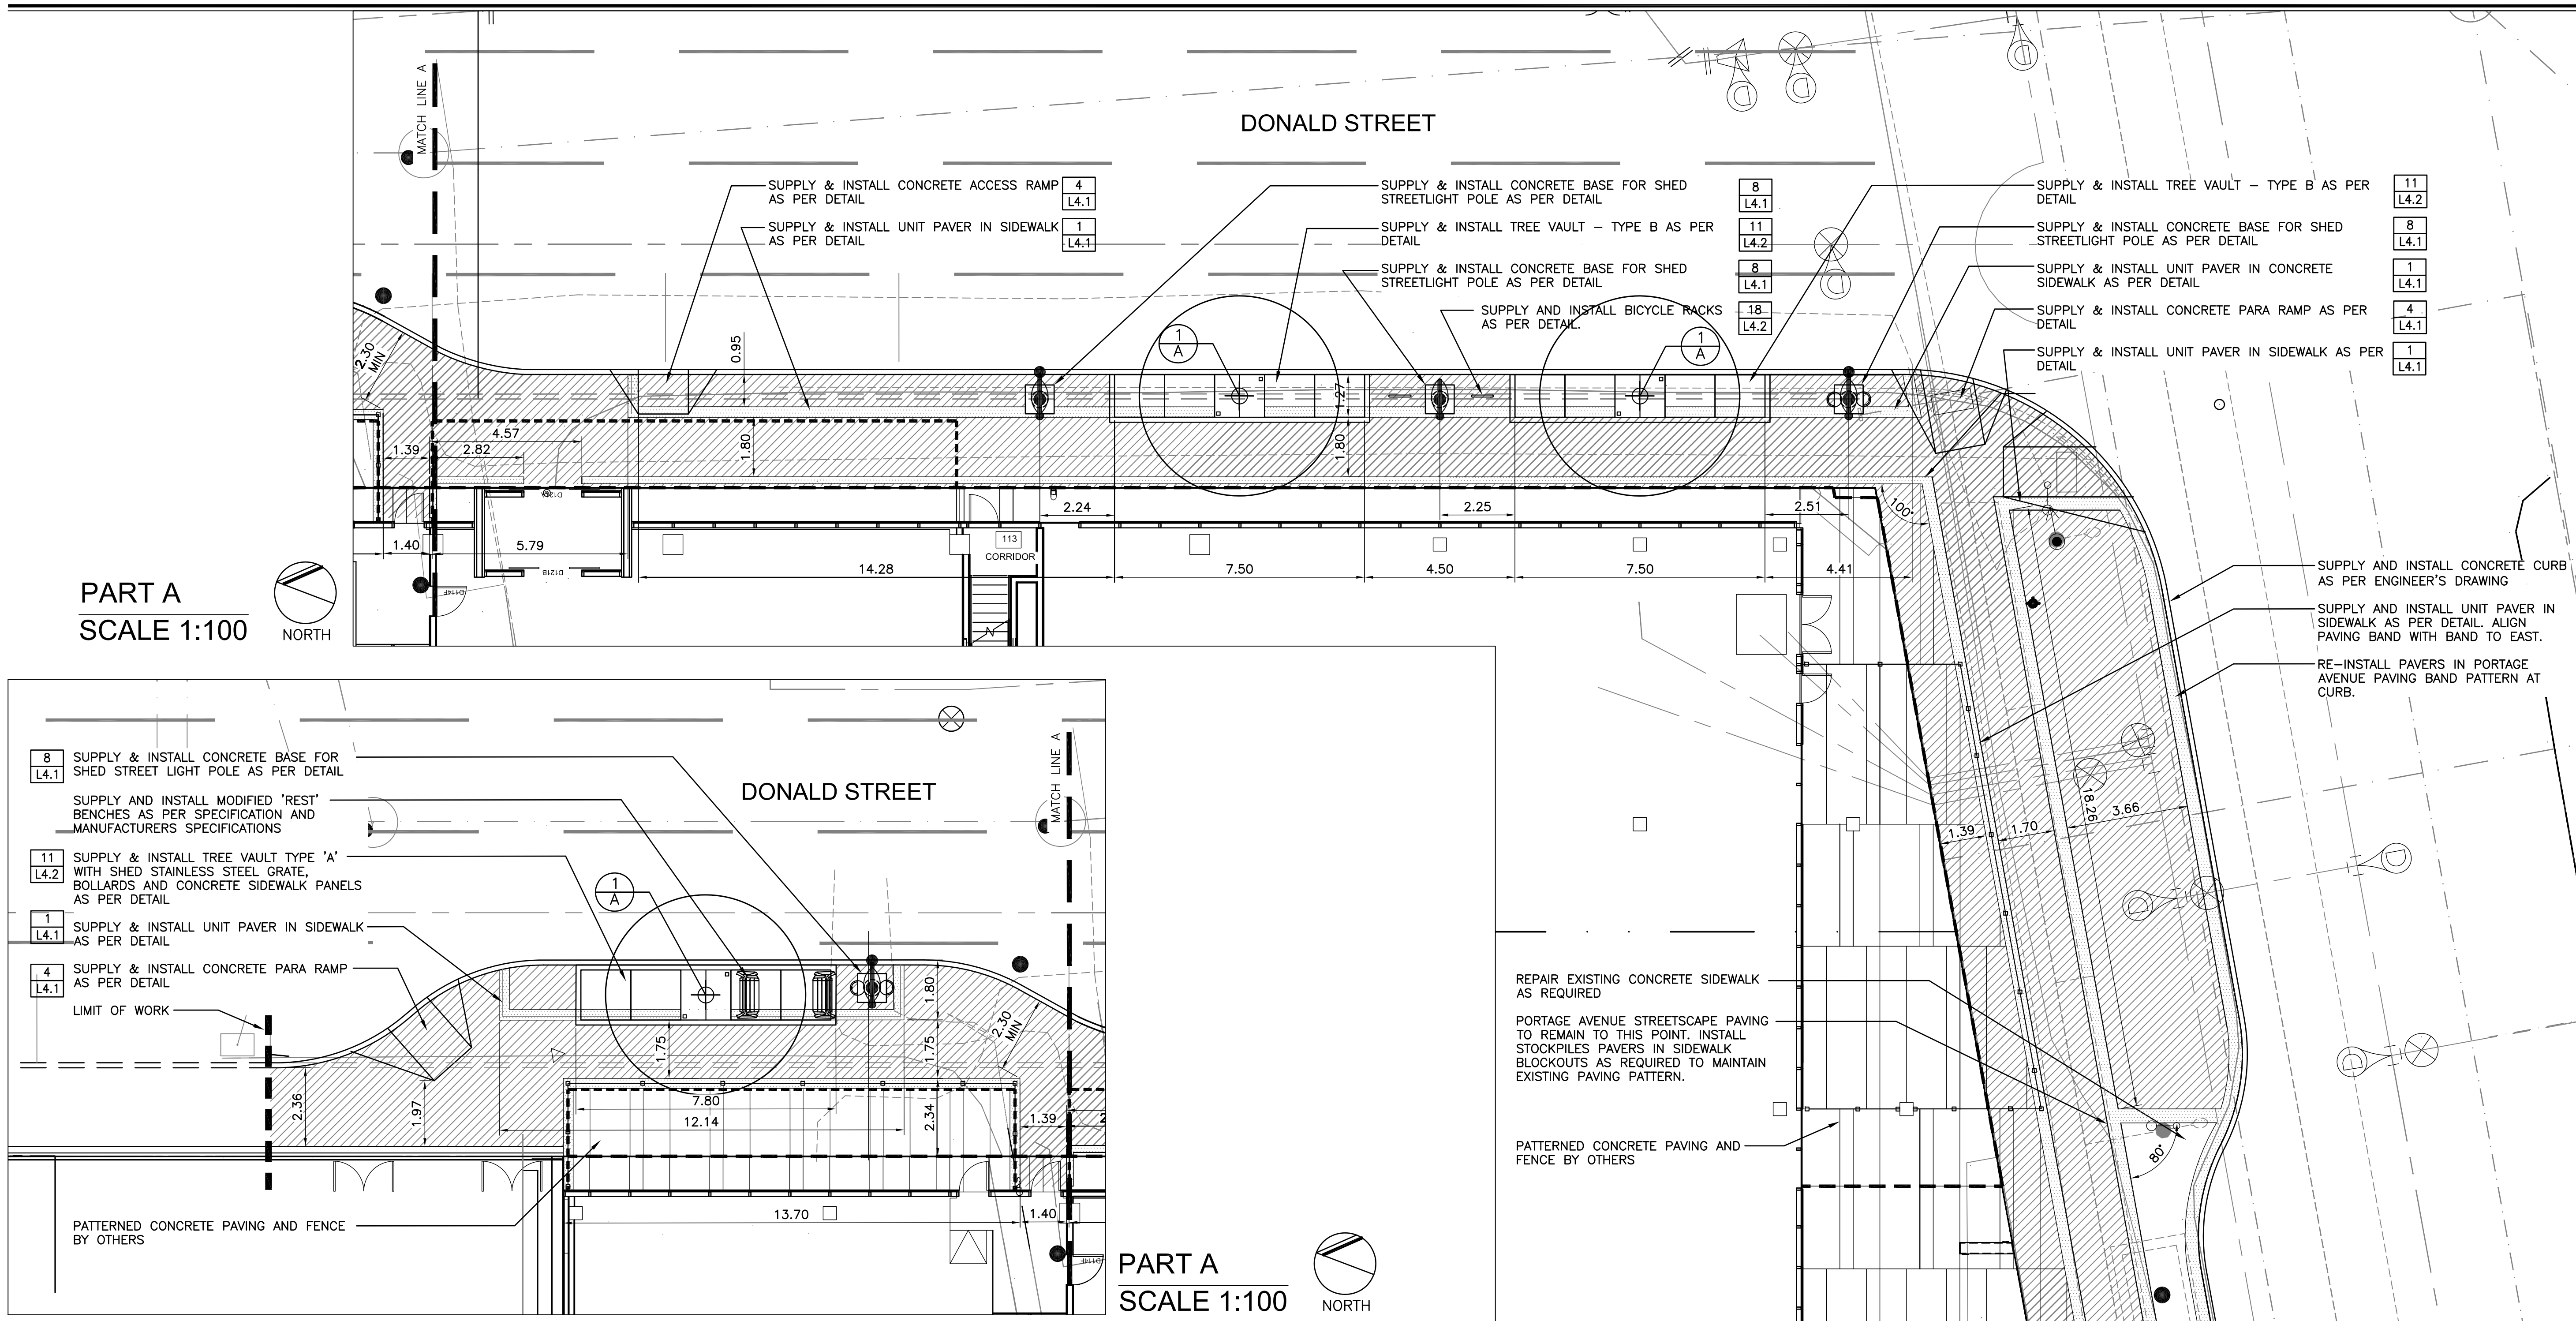 MATCH LINE A
DONALD STREET
SUPPLY & INSTALL CONCRETE ACCESS RAMP
AS PER DETAIL
4
L4.1
SUPPLY & INSTALL UNIT PAVER IN SIDEWALK
AS PER DETAIL
1
L4.1
SUPPLY & INSTALL CONCRETE BASE FOR SHED
STREETLIGHT POLE AS PER DETAIL
8
L4.1
SUPPLY & INSTALL TREE VAULT – TYPE B AS PER
DETAIL
11
L4.2
SUPPLY & INSTALL CONCRETE BASE FOR SHED
STREETLIGHT POLE AS PER DETAIL
8
L4.1
SUPPLY AND INSTALL BICYCLE RACKS
AS PER DETAIL.
18
L4.2
SUPPLY & INSTALL TREE VAULT – TYPE B AS PER
DETAIL
11
L4.2
SUPPLY & INSTALL CONCRETE BASE FOR SHED
STREETLIGHT POLE AS PER DETAIL
8
L4.1
SUPPLY & INSTALL UNIT PAVER IN CONCRETE
SIDEWALK AS PER DETAIL
1
L4.1
SUPPLY & INSTALL CONCRETE PARA RAMP AS PER
DETAIL
4
L4.1
SUPPLY & INSTALL UNIT PAVER IN SIDEWALK AS PER
DETAIL
1
L4.1
2.30
MIN
0.95
1
A
1
A
1.27
1.39
4.57
2.82
1.80
1.80
D121A
2.24
2.25
2.51
100°
1.40
5.79
D121B
113
CORRIDOR
14.28
7.50
4.50
7.50
4.41
D114F
N
PART A
SCALE 1:100
NORTH
SUPPLY AND INSTALL CONCRETE CURB
AS PER ENGINEER'S DRAWING
SUPPLY AND INSTALL UNIT PAVER IN
SIDEWALK AS PER DETAIL. ALIGN
PAVING BAND WITH BAND TO EAST.
RE–INSTALL PAVERS IN PORTAGE
AVENUE PAVING BAND PATTERN AT
CURB.
1.39
1.70
18.26
3.66
REPAIR EXISTING CONCRETE SIDEWALK
AS REQUIRED
PORTAGE AVENUE STREETSCAPE PAVING
TO REMAIN TO THIS POINT. INSTALL
STOCKPILES PAVERS IN SIDEWALK
BLOCKOUTS AS REQUIRED TO MAINTAIN
EXISTING PAVING PATTERN.
80°
PATTERNED CONCRETE PAVING AND
FENCE BY OTHERS
8
L4.1
SUPPLY & INSTALL CONCRETE BASE FOR
SHED STREET LIGHT POLE AS PER DETAIL
DONALD STREET
MATCH LINE A
SUPPLY AND INSTALL MODIFIED 'REST'
BENCHES AS PER SPECIFICATION AND
MANUFACTURERS SPECIFICATIONS
11
L4.2
SUPPLY & INSTALL TREE VAULT TYPE 'A'
WITH SHED STAINLESS STEEL GRATE,
BOLLARDS AND CONCRETE SIDEWALK PANELS
AS PER DETAIL
1
A
1
L4.1
SUPPLY & INSTALL UNIT PAVER IN SIDEWALK
AS PER DETAIL
4
L4.1
SUPPLY & INSTALL CONCRETE PARA RAMP
AS PER DETAIL
LIMIT OF WORK
1.80
2.30
MIN
1.75
1.75
2.36
1.97
7.80
12.14
2.34
1.39
2
13.70
1.40
D114F
PATTERNED CONCRETE PAVING AND FENCE
BY OTHERS
PART A
SCALE 1:100
NORTH